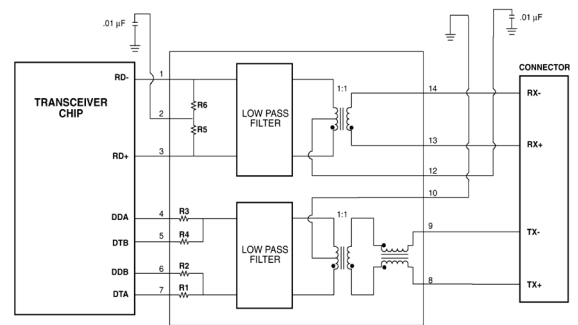 .01 µF
.01 µF
CONNECTOR
TRANSCEIVER
CHIP
RD-
1
R6
2
R5
RD+
3
LOW PASS
FILTER
1:1
14
RX-
13
RX+
12
10
DDA
4
R3
DTB
5
R4
DDB
6
R2
DTA
7
R1
LOW PASS
FILTER
1:1
9
TX-
8
TX+